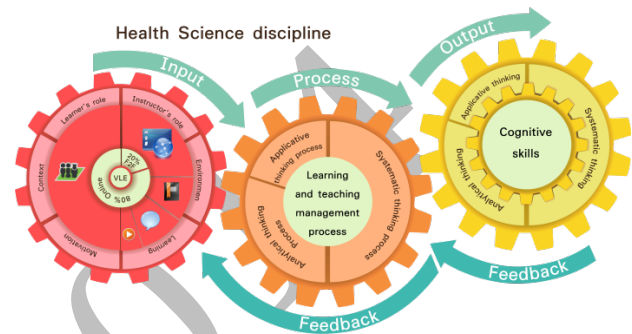 Health Science discipline
Input
Process
Output
Learner's role
Instructor's role
Context
Environmen
Motivation
Learning
20%
F2F
VLE
Online
80%
Applicative
thinking process
Systematic thinking process
Analytical thinking
Process
Learning
and teaching
management
process
Applicative thinking
Systematic thinking
Analytical thinking
Cognitive
skills
Feedback
Feedback